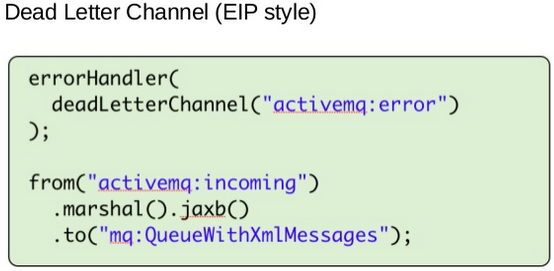 Dead Letter Channel (EIP style)
errorHandler(
  deadLetterChannel("activemq:error")
);
from("activemq:incoming")
  .marshal().jaxb()
  .to("mq:QueueWithXmlMessages");